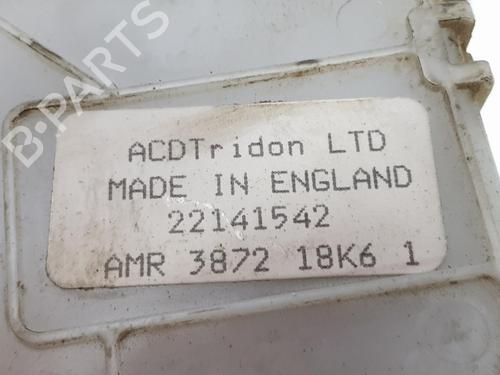 B-PARTS
ACDTridon LTD
MADE IN ENGLAND
22141542
AMR 3872 18K6 1